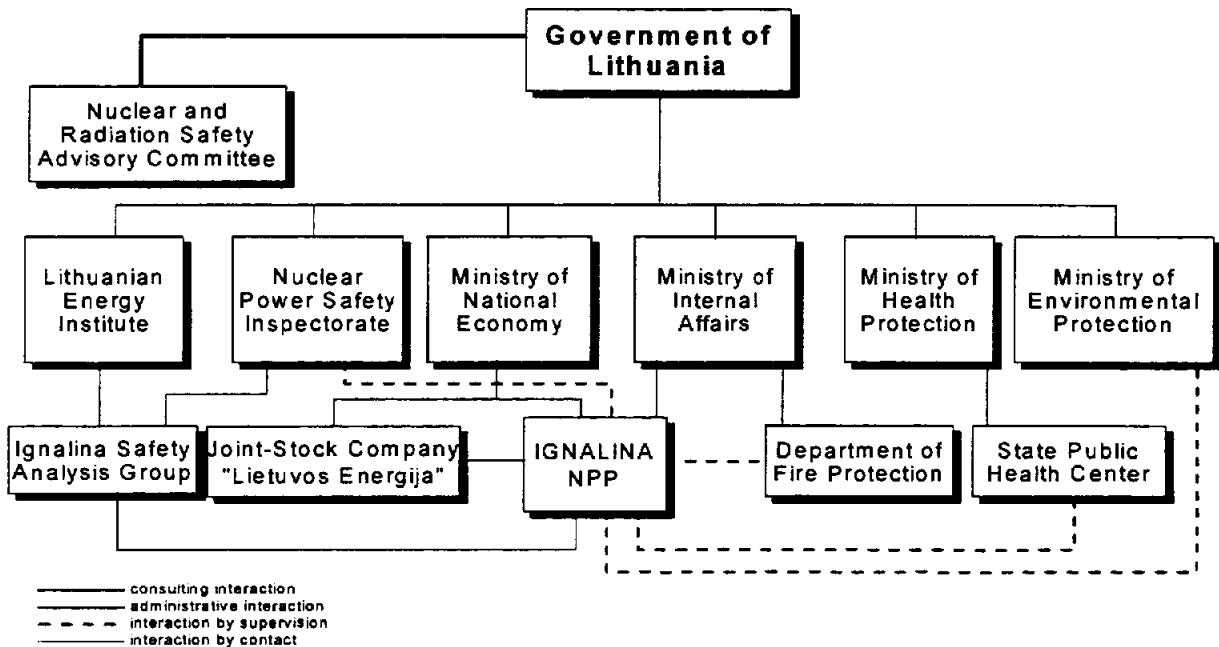 Government of
Lithuania
Nuclear and
Radiation Safety
Advisory Committee
Lithuanian
Energy
Institute
Nuclear
Power Safety
Inspectorate
Ministry of
National
Economy
Ministry of
Internal
Affairs
Ministry of
Health
Protection
Ministry of
Environmental
Protection
Ignalina Safety
Analysis Group
Joint-Stock Company
"Lietuvos Energija"
IGNALINA
NPP
Department of
Fire Protection
State Public
Health Center
consulting interaction
administrative interaction
interaction by supervision
interaction by contact